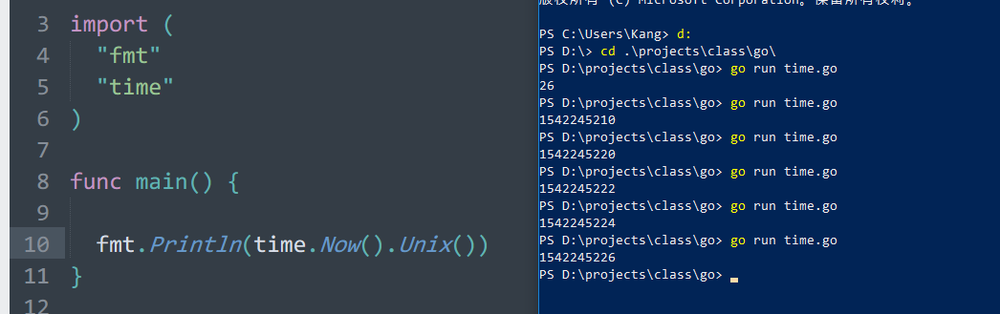 3 import (
4 "fmt"
5 "time"
6 )
7
8 func main() {
9
10 fmt.Println(time.Now().Unix())
11 }
12
版权所有 (C) Microsoft Corporation。保留所有权利。
PS C:\Users\Kang> d:
PS D:\> cd .\projects\class\go\
PS D:\projects\class\go> go run time.go
26
PS D:\projects\class\go> go run time.go
1542245210
PS D:\projects\class\go> go run time.go
1542245220
PS D:\projects\class\go> go run time.go
1542245222
PS D:\projects\class\go> go run time.go
1542245224
PS D:\projects\class\go> go run time.go
1542245226
PS D:\projects\class\go>